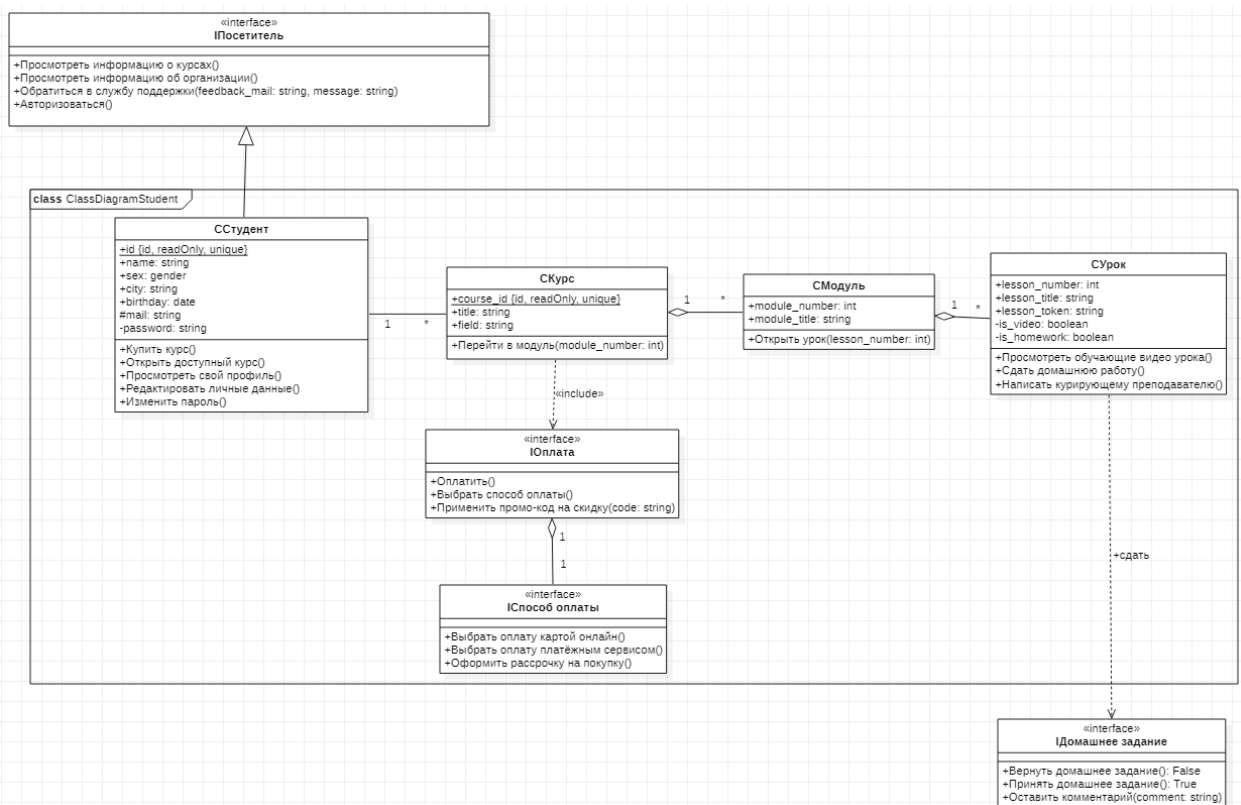 «interface»
IПосетитель
+Просмотреть информацию о курсах()
+Просмотреть информацию об организации()
+Обратиться в службу поддержки(feedback_mail: string, message: string)
+Авторизоваться()
class ClassDiagramStudent
CСтудент
+id {id, readOnly, unique}
+name: string
+sex: gender
+city: string
+birthday: date
#mail: string
-password: string
+Купить курс()
+Открыть доступный курс()
+Просмотреть свой профиль()
+Редактировать личные данные()
+Изменить пароль()
1
*
CКурс
+course_id {id, readOnly, unique}
+title: string
+field: string
+Перейти в модуль(module_number: int)
1
*
CМодуль
+module_number: int
+module_title: string
+Открыть урок(lesson_number: int)
1
*
CУрок
+lesson_number: int
+lesson_title: string
+lesson_token: string
-is_video: boolean
-is_homework: boolean
+Просмотреть обучающие видео урока()
+Сдать домашнюю работу()
+Написать курирующему преподавателю()
«include»
«interface»
IОплата
+Оплатить()
+Выбрать способ оплаты()
+Применить промо-код на скидку(code: string)
1
1
«interface»
IСпособ оплаты
+Выбрать оплату картой онлайн()
+Выбрать оплату платёжным сервисом()
+Оформить рассрочку на покупку()
+сдать
«interface»
IДомашнее задание
+Вернуть домашнее задание(): False
+Принять домашнее задание(): True
+Оставить комментарий(comment: string)